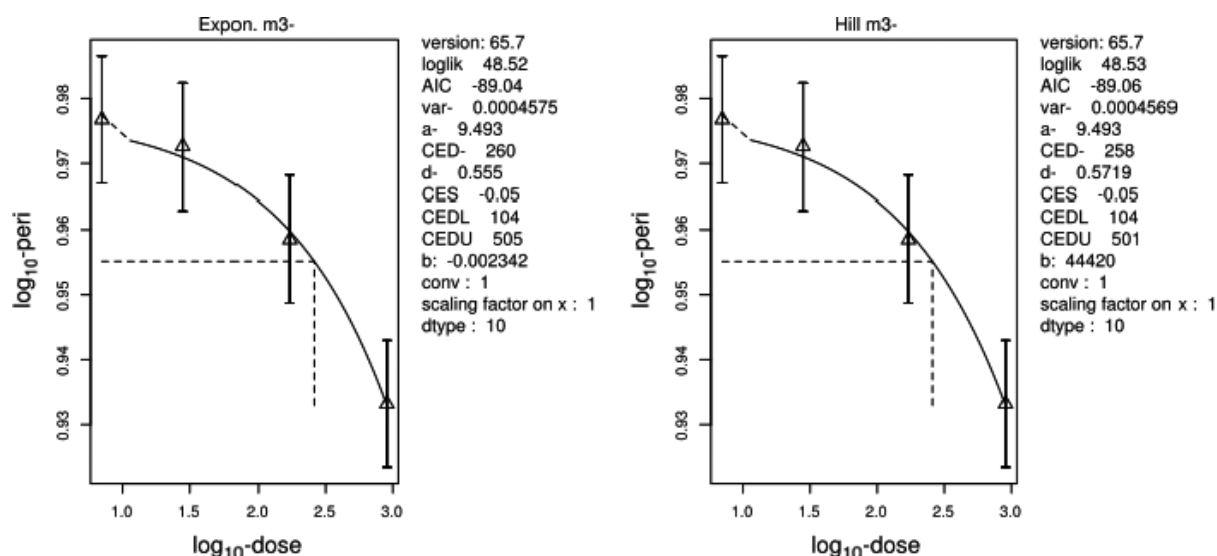 Expon. m3-
version: 65.7
loglik 48.52
AIC -89.04
var- 0.0004575
a- 9.493
CED- 260
d- 0.555
CES -0.05
CEDL 104
CEDU 505
b: -0.002342
conv : 1
scaling factor on x : 1
dtype : 10
log10-peri
0.98
0.97
0.96
0.95
0.94
0.93
1.0 1.5 2.0 2.5 3.0
log10-dose
Hill m3-
version: 65.7
loglik 48.53
AIC -89.06
var- 0.0004569
a- 9.493
CED- 258
d- 0.5719
CES -0.05
CEDL 104
CEDU 501
b: 44420
conv : 1
scaling factor on x : 1
dtype : 10
log10-peri
0.98
0.97
0.96
0.95
0.94
0.93
1.0 1.5 2.0 2.5 3.0
log10-dose